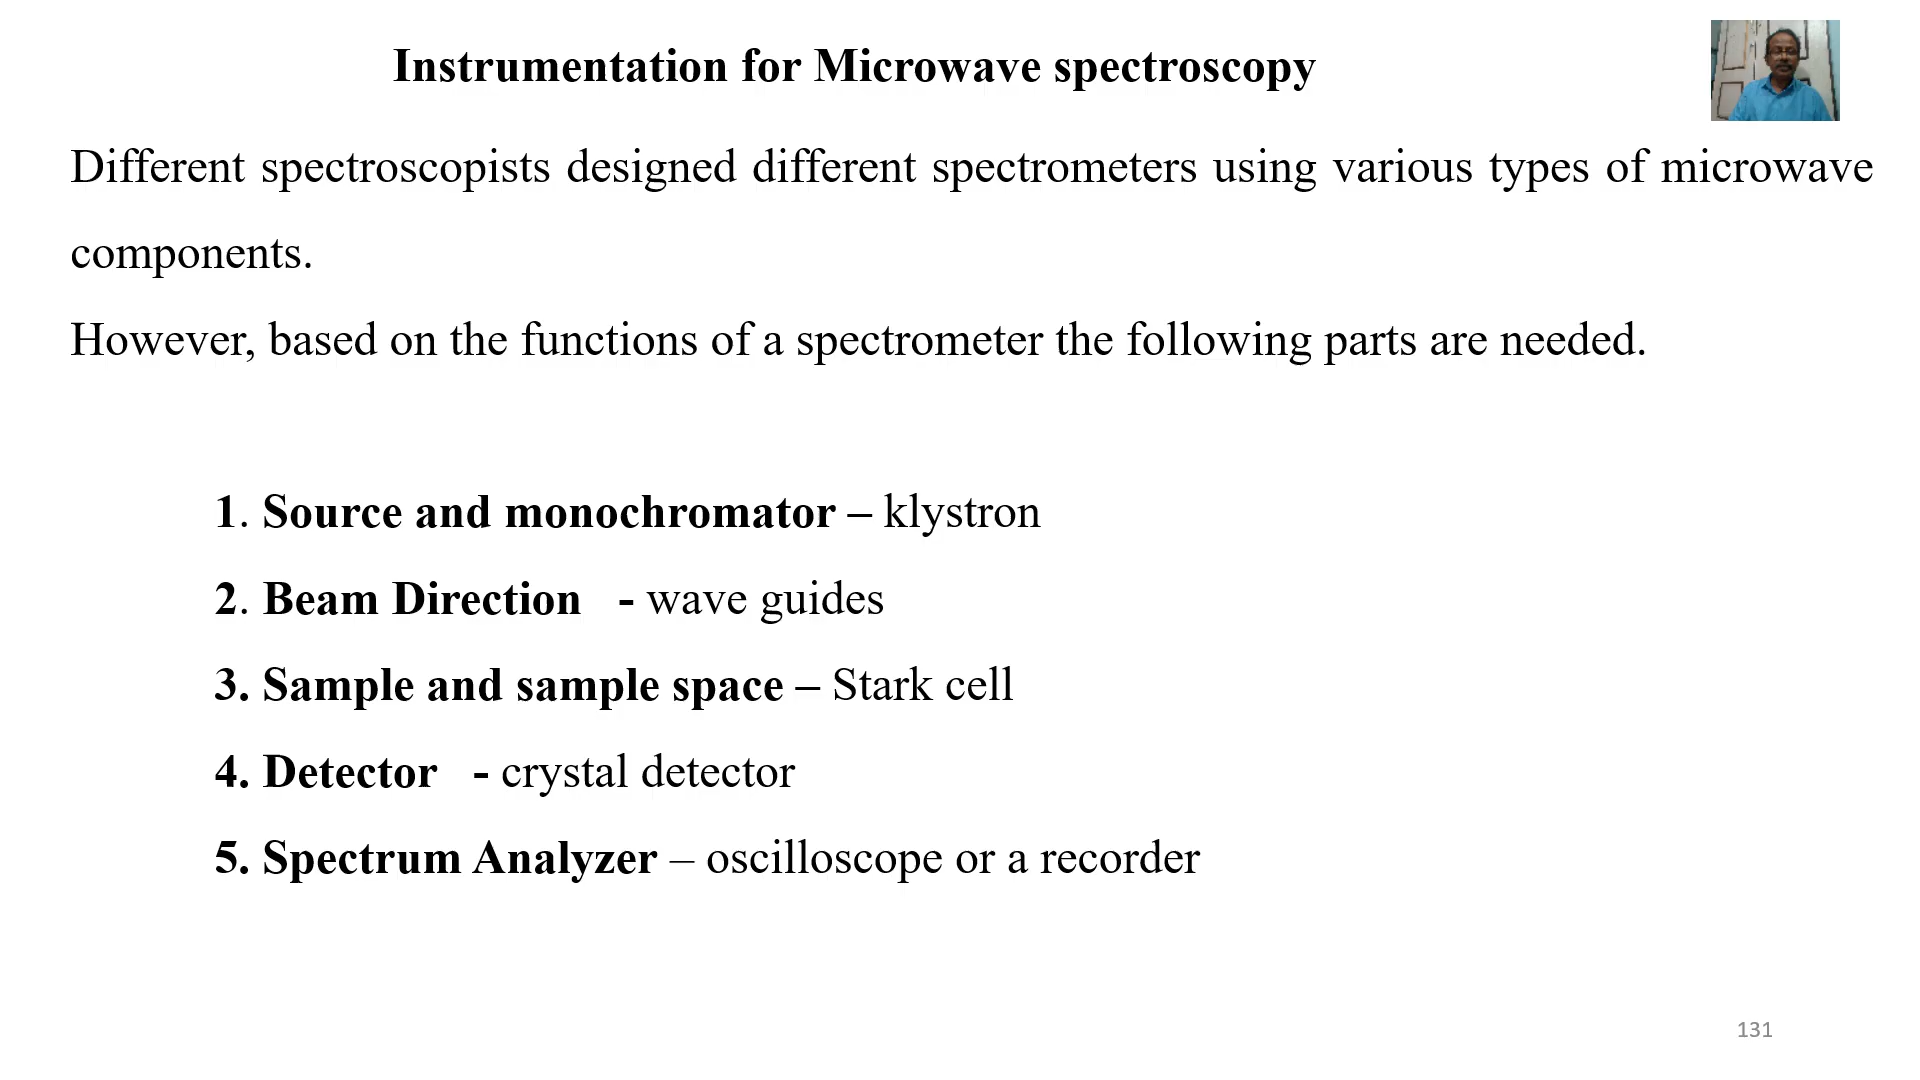 Instrumentation for Microwave spectroscopy
Different spectroscopists designed different spectrometers using various types of microwave
components.
However, based on the functions of a spectrometer the following parts are needed.
1. Source and monochromator – klystron
2. Beam Direction - wave guides
3. Sample and sample space – Stark cell
4. Detector - crystal detector
5. Spectrum Analyzer – oscilloscope or a recorder
131